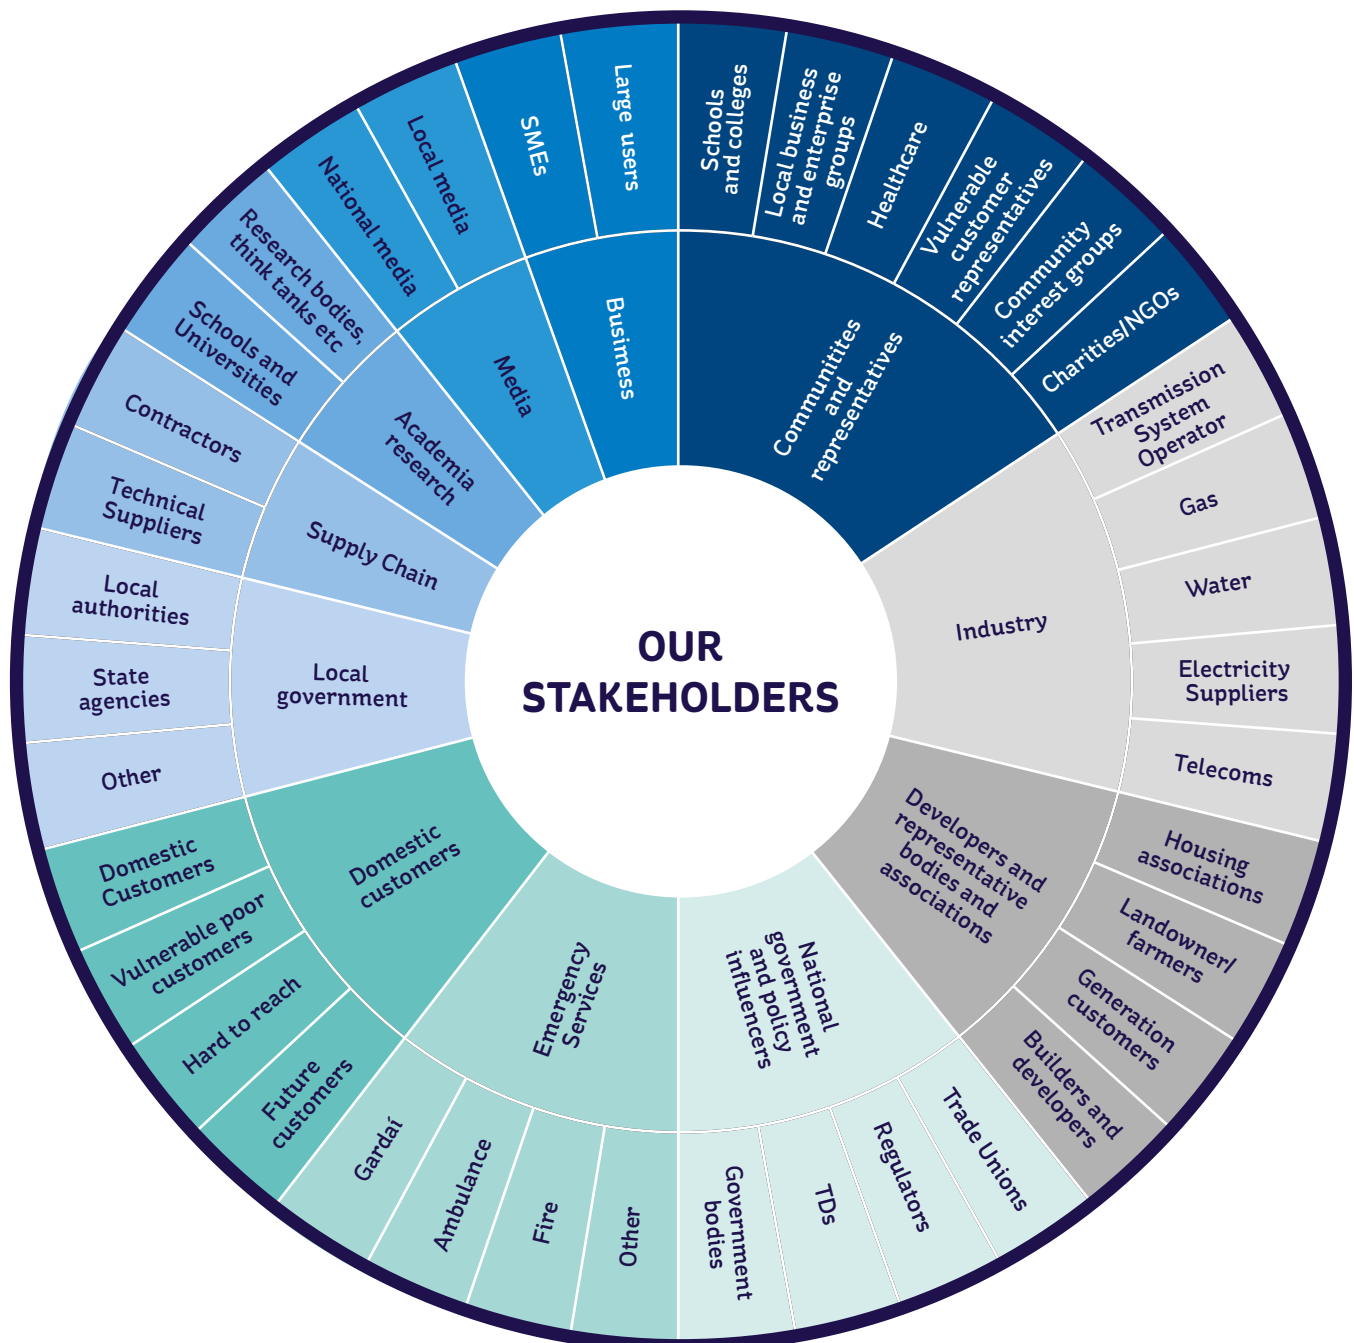 OUR
STAKEHOLDERS
Communitites
and
representatives
Schools
and colleges
Local business
and enterprise
groups
Healthcare
Vulnerable
customer
representatives
Community
interest groups
Charities/NGOs
Industry
Transmission
System
Operator
Gas
Water
Electricity
Suppliers
Telecoms
Developers and
representative
bodies and
associations
Housing
associations
Landowner/
farmers
Generation
customers
Builders and
developers
National
government
and policy
influencers
Trade Unions
Regulators
TDs
Government
bodies
Emergency
Services
Other
Fire
Ambulance
Gardaí
Domestic
customers
Future
customers
Hard to reach
Vulnerable poor
customers
Domestic
Customers
Local
government
Other
State
agencies
Local
authorities
Supply Chain
Technical
Suppliers
Contractors
Academia
research
Schools and
Universities
Research bodies,
think tanks etc
Media
National media
Local media
Busimess
SMEs
Large users